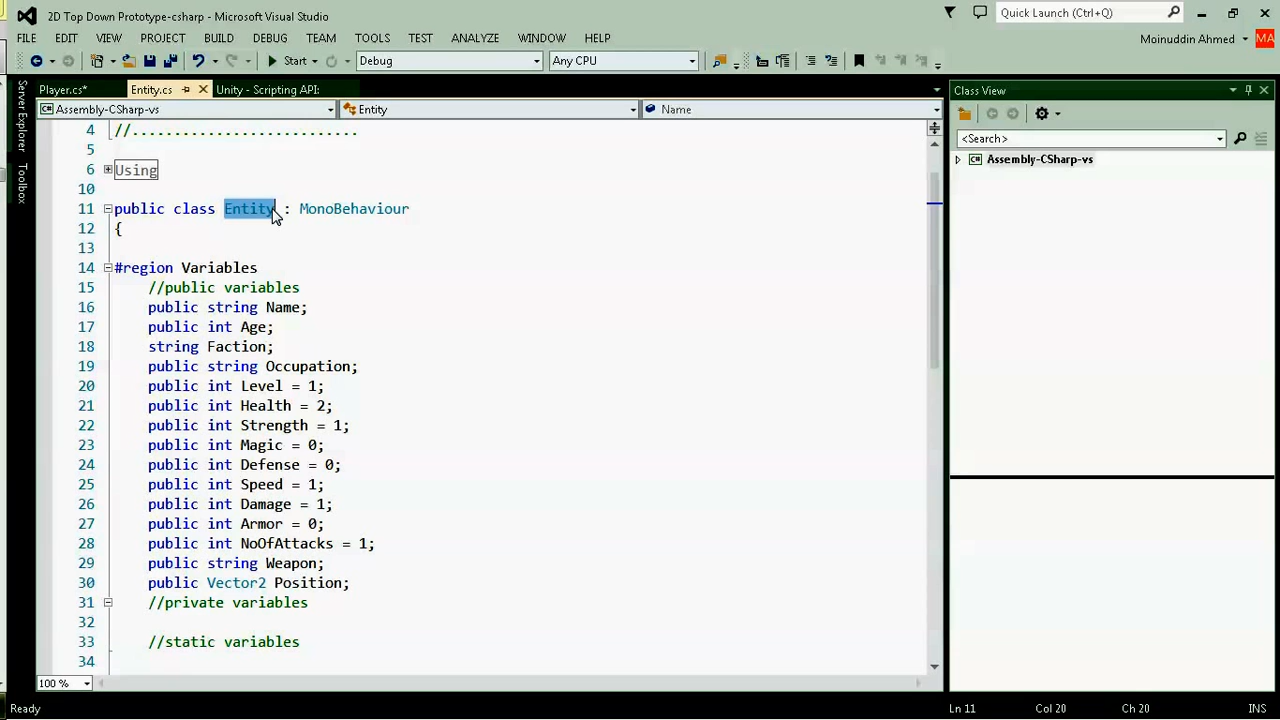 2D Top Down Prototype-csharp - Microsoft Visual Studio
Quick Launch (Ctrl+Q)
FILE EDIT VIEW PROJECT BUILD DEBUG TEAM TOOLS TEST ANALYZE WINDOW HELP
Moinuddin Ahmed MA
Start Debug Any CPU
Server Explorer
Toolbox
Player.cs* Entity.cs Unity - Scripting API:
Assembly-CSharp-vs Entity Name
4 //...........................
5
6 Using
10
11 public class Entity : MonoBehaviour
12 {
13
14 #region Variables
15 //public variables
16 public string Name;
17 public int Age;
18 string Faction;
19 public string Occupation;
20 public int Level = 1;
21 public int Health = 2;
22 public int Strength = 1;
23 public int Magic = 0;
24 public int Defense = 0;
25 public int Speed = 1;
26 public int Damage = 1;
27 public int Armor = 0;
28 public int NoOfAttacks = 1;
29 public string Weapon;
30 public Vector2 Position;
31 //private variables
32
33 //static variables
34
100 %
Class View
<Search>
Assembly-CSharp-vs
Ready Ln 11 Col 20 Ch 20 INS